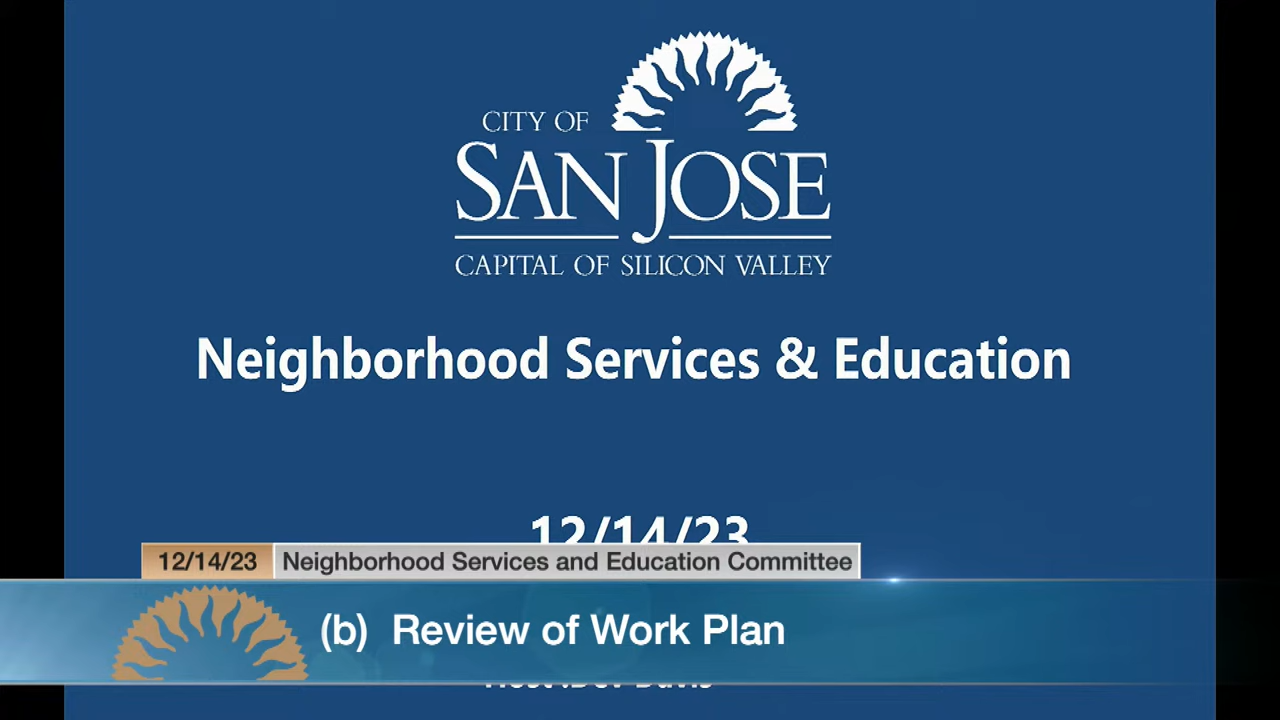 CITY OF
SAN JOSE
CAPITAL OF SILICON VALLEY
Neighborhood Services & Education
12/14/23
12/14/23 Neighborhood Services and Education Committee
(b) Review of Work Plan